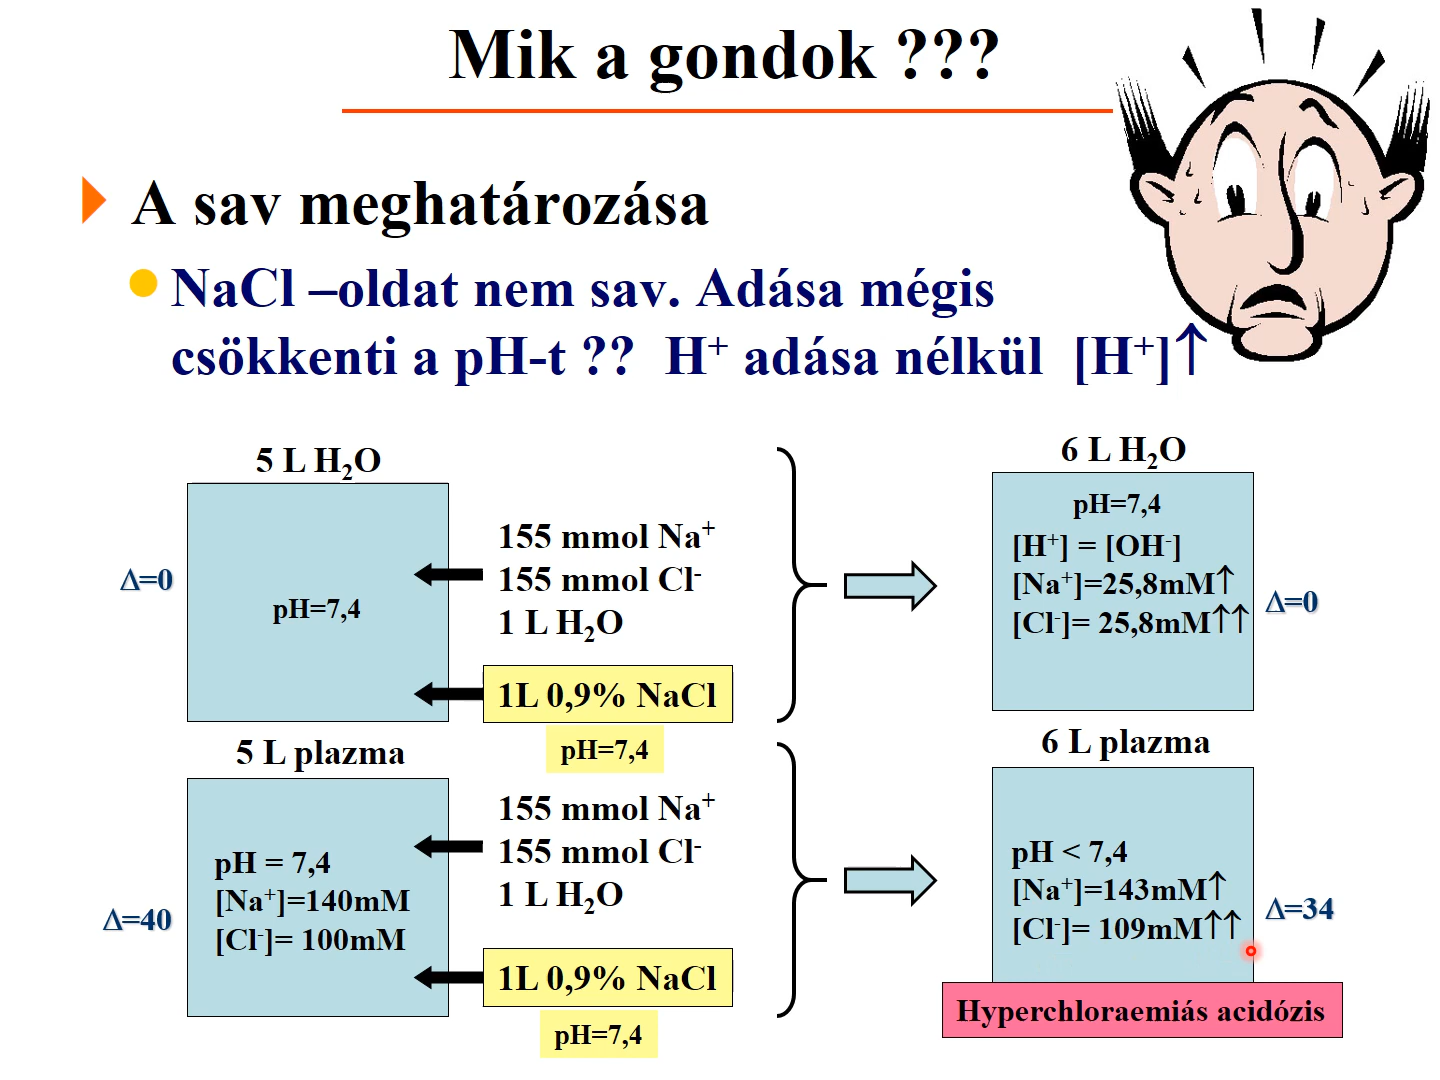 Mik a gondok ???
A sav meghatározása
NaCl –oldat nem sav. Adása mégis
csökkenti a pH-t ?? H⁺ adása nélkül [H⁺]↑
5 L H₂O
Δ=0
pH=7,4
155 mmol Na⁺
155 mmol Cl⁻
1 L H₂O
1L 0,9% NaCl
pH=7,4
6 L H₂O
pH=7,4
[H⁺] = [OH⁻]
[Na⁺]=25,8mM↑
[Cl⁻]= 25,8mM↑↑
Δ=0
5 L plazma
Δ=40
pH = 7,4
[Na⁺]=140mM
[Cl⁻]= 100mM
155 mmol Na⁺
155 mmol Cl⁻
1 L H₂O
1L 0,9% NaCl
pH=7,4
6 L plazma
pH < 7,4
[Na⁺]=143mM↑
[Cl⁻]= 109mM↑↑
Δ=34
Hyperchloraemiás acidózis